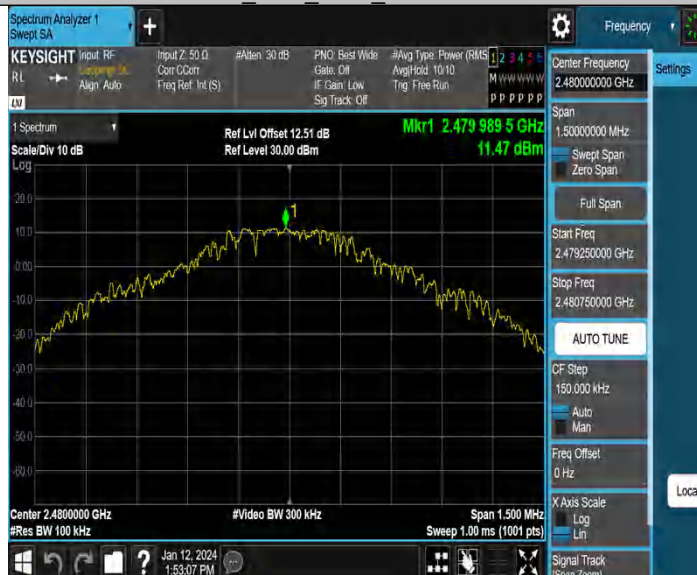 Spectrum Analyzer 1
Swept SA
+
Frequency
KEYSIGHT
RL
LXI
Input: RF
Align: Auto
Input Z: 50 Ω
Corr CCorr
Freq Ref: Int (S)
#Atten: 30 dB
PNO: Best Wide
Gate: Off
IF Gain: Low
Sig Track: Off
#Avg Type: Power (RMS
Avg|Hold: 10/10
Trig: Free Run
1 2 3 4 5 6
M W W W W W
P P P P P P
Center Frequency
2.480000000 GHz
Settings
Span
1.50000000 MHz
Swept Span
Zero Span
Full Span
Start Freq
2.479250000 GHz
Stop Freq
2.480750000 GHz
AUTO TUNE
CF Step
150.000 kHz
Auto
Man
Freq Offset
0 Hz
X Axis Scale
Log
Lin
Signal Track
(Span Zoom)
Loca
1 Spectrum
Scale/Div 10 dB
Log
Ref Lvl Offset 12.51 dB
Ref Level 30.00 dBm
Mkr1 2.479 989 5 GHz
11.47 dBm
1
20.0
10.0
0.00
-10.0
-20.0
-30.0
-40.0
-50.0
-60.0
Center 2.4800000 GHz
#Res BW 100 kHz
#Video BW 300 kHz
Span 1.500 MHz
Sweep 1.00 ms (1001 pts)
?
Jan 12, 2024
1:53:07 PM